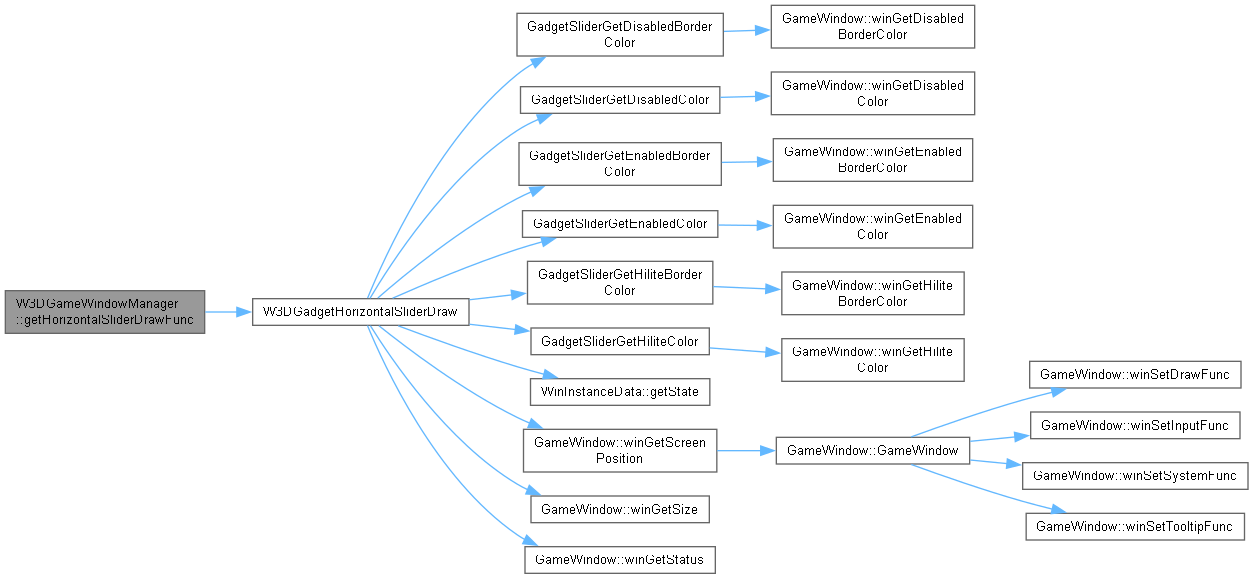 W3DGameWindowManager
::getHorizontalSliderDrawFunc
W3DGadgetHorizontalSliderDraw
GadgetSliderGetDisabledBorder
Color
GameWindow::winGetDisabled
BorderColor
GadgetSliderGetDisabledColor
GameWindow::winGetDisabled
Color
GadgetSliderGetEnabledBorder
Color
GameWindow::winGetEnabled
BorderColor
GadgetSliderGetEnabledColor
GameWindow::winGetEnabled
Color
GadgetSliderGetHiliteBorder
Color
GameWindow::winGetHilite
BorderColor
GadgetSliderGetHiliteColor
GameWindow::winGetHilite
Color
WinInstanceData::getState
GameWindow::winGetScreen
Position
GameWindow::GameWindow
GameWindow::winSetDrawFunc
GameWindow::winSetInputFunc
GameWindow::winSetSystemFunc
GameWindow::winSetTooltipFunc
GameWindow::winGetSize
GameWindow::winGetStatus